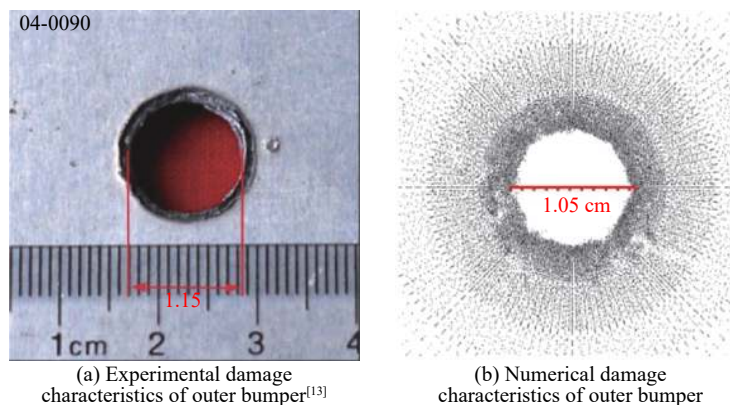 04-0090
1.15
1cm 2 3 4
1.05 cm
(a) Experimental damage
characteristics of outer bumper[13]
(b) Numerical damage
characteristics of outer bumper